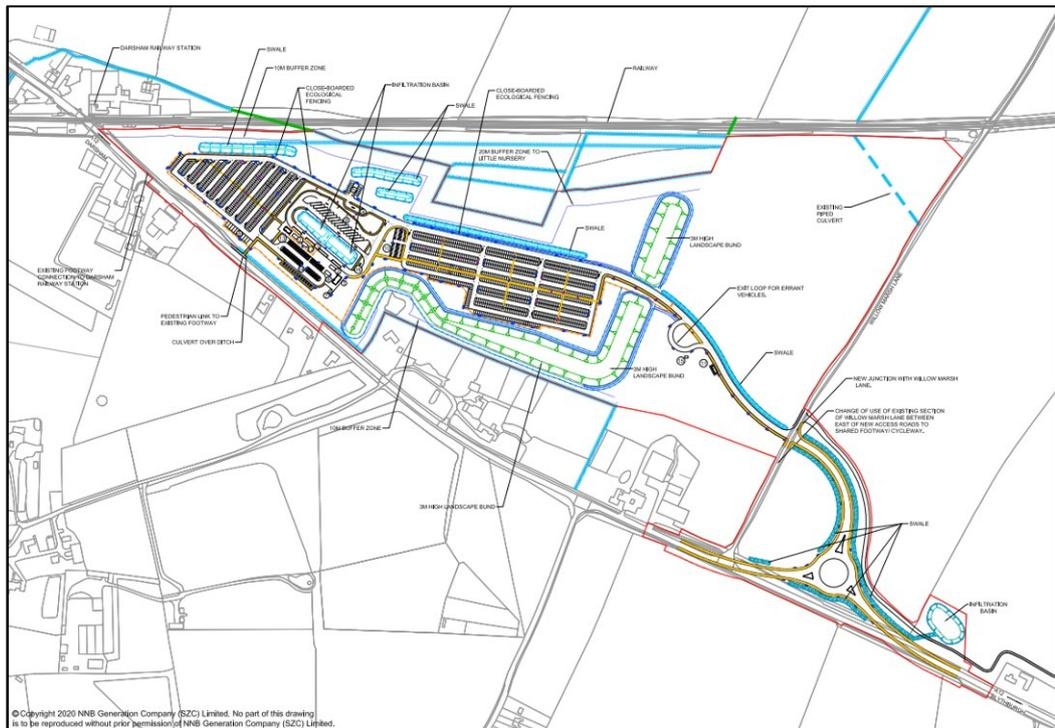 DARSHAM RAILWAY STATION
SWALE
10M BUFFER ZONE
RAILWAY
CLOSE-BOARDED
ECOLOGICAL
FENCING
INFILTRATION BASIN
SWALE
CLOSE-BOARDED
ECOLOGICAL FENCING
A12
DARSHAM
20M BUFFER ZONE TO
LITTLE NURSERY
EXISTING
PIPED
CULVERT
SWALE
3M HIGH
LANDSCAPE BUND
EXISTING FOOTWAY
CONNECTION TO DARSHAM
RAILWAY STATION
EXIT LOOP FOR ERRANT
VEHICLES.
WILLOW MARSH LANE
PEDESTRIAN LINK TO
EXISTING FOOTWAY
CULVERT OVER DITCH
SWALE
3M HIGH
LANDSCAPE BUND
NEW JUNCTION WITH WILLOW MARSH
LANE.
CHANGE OF USE OF EXISTING SECTION
OF WILLOW MARSH LANE BETWEEN
EAST OF NEW ACCESS ROADS TO
SHARED FOOTWAY/ CYCLEWAY.
10M BUFFER ZONE
3M HIGH LANDSCAPE BUND
SWALE
INFILTRATION
BASIN
A12
BLYTHBURGH
© Copyright 2020 NNB Generation Company (SZC) Limited. No part of this drawing
is to be reproduced without prior permission of NNB Generation Company (SZC) Limited.